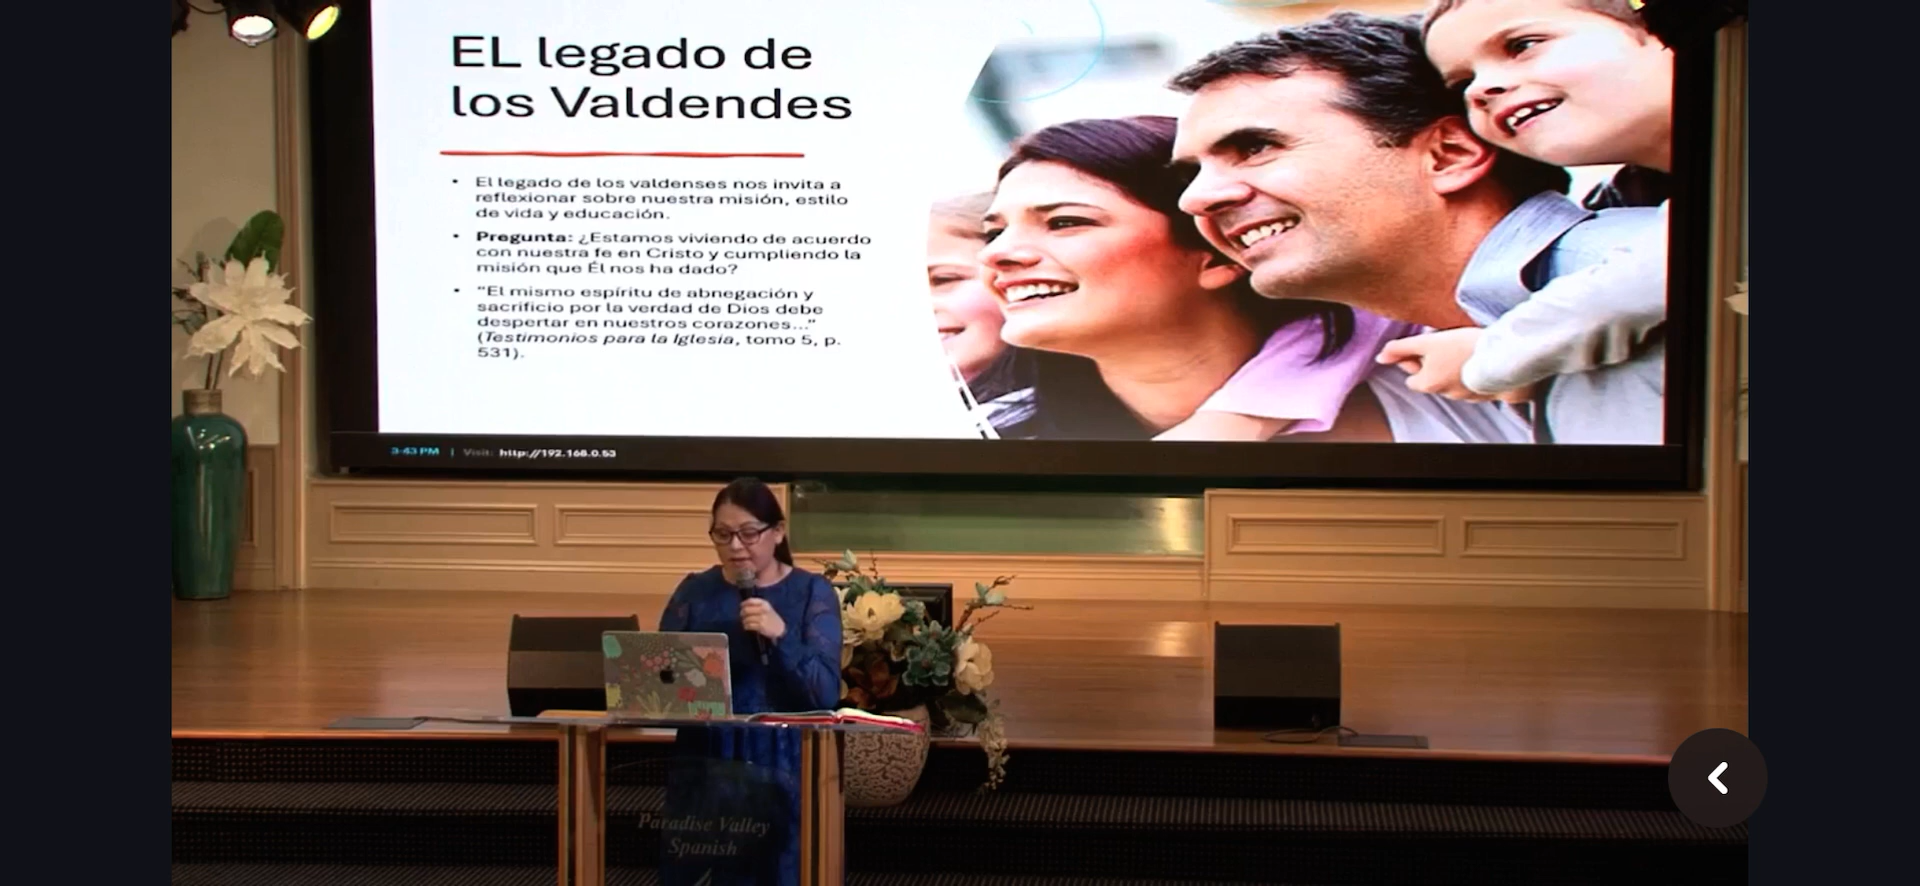 EL legado de
los Valdendes
• El legado de los valdenses nos invita a
reflexionar sobre nuestra misión, estilo
de vida y educación.
• Pregunta: ¿Estamos viviendo de acuerdo
con nuestra fe en Cristo y cumpliendo la
misión que Él nos ha dado?
• “El mismo espíritu de abnegación y
sacrificio por la verdad de Dios debe
despertar en nuestros corazones...”
(Testimonios para la Iglesia, tomo 5, p.
531).
3:43 PM | Visit: http://192.168.0.53
Paradise Valley
Spanish